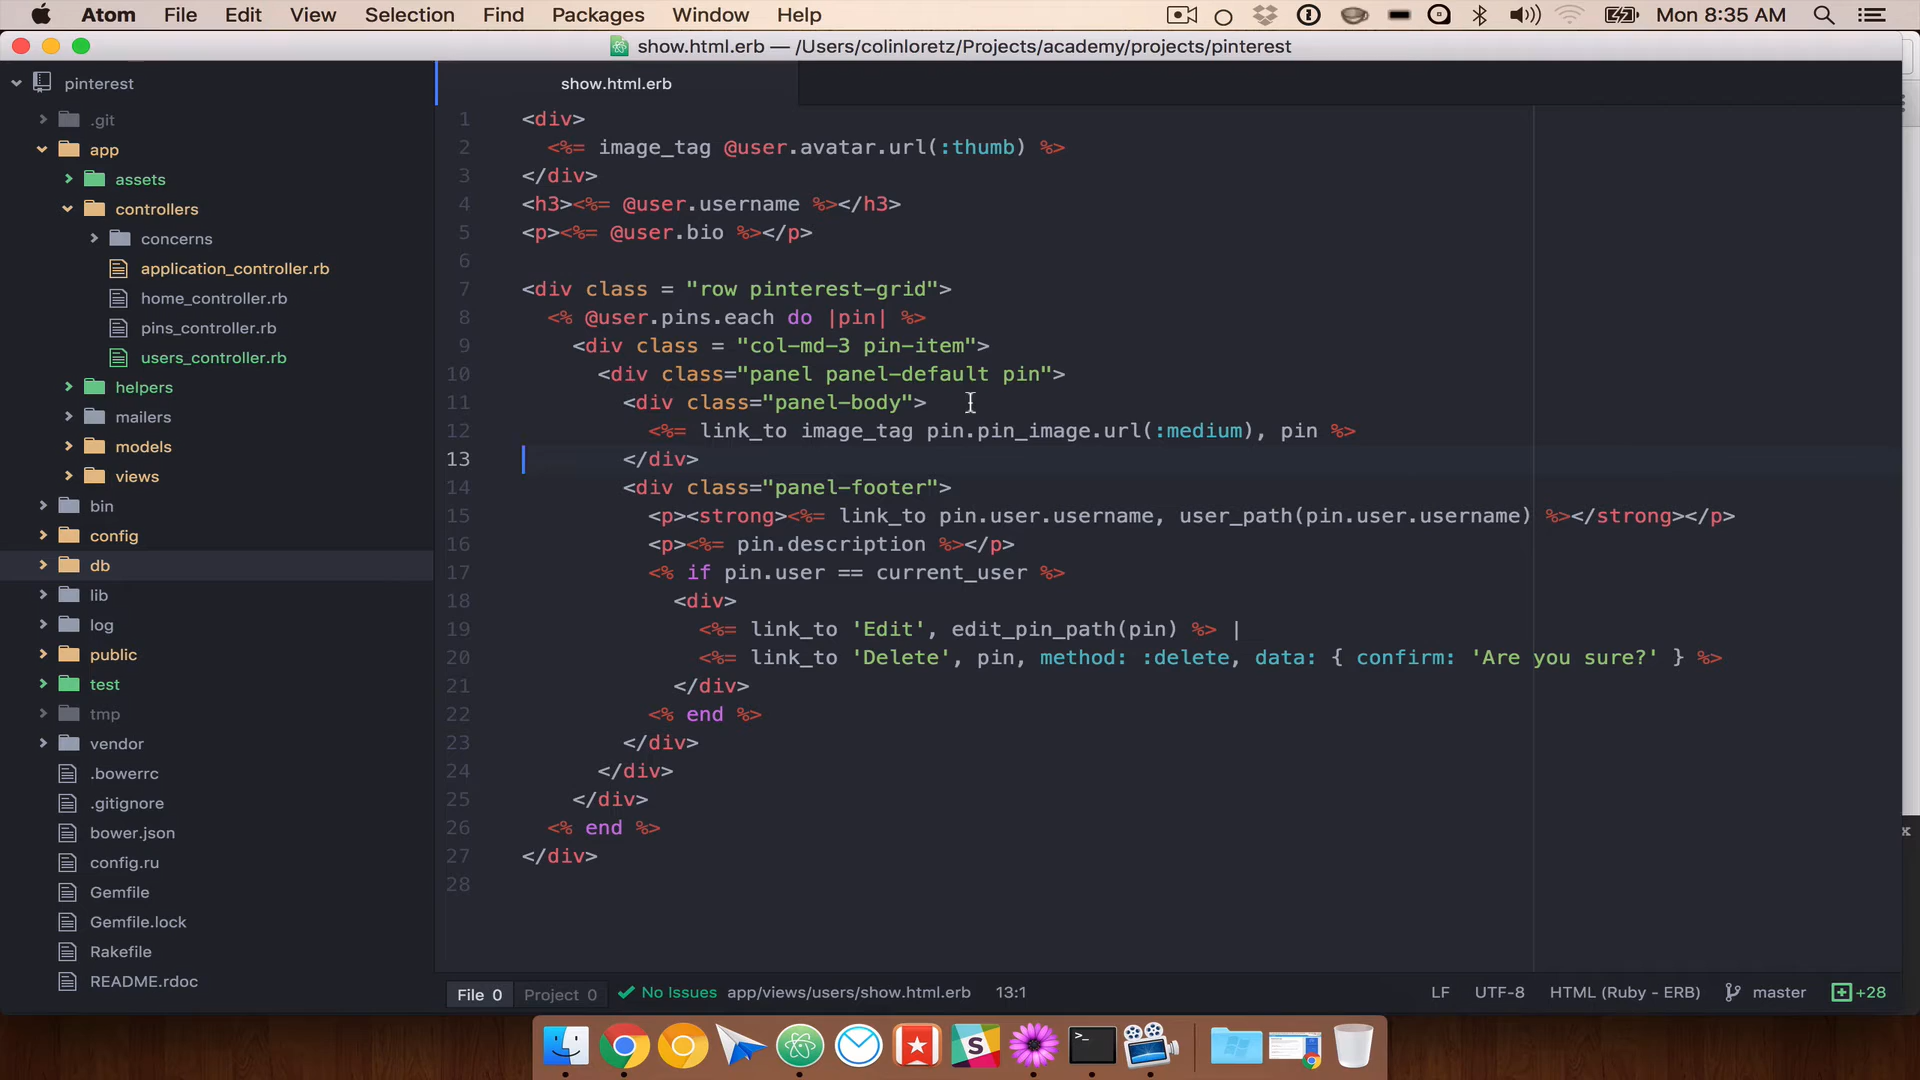 Atom File Edit View Selection Find Packages Window Help Mon 8:35 AM
show.html.erb — /Users/colinloretz/Projects/academy/projects/pinterest
pinterest
.git
app
assets
controllers
concerns
application_controller.rb
home_controller.rb
pins_controller.rb
users_controller.rb
helpers
mailers
models
views
bin
config
db
lib
log
public
test
tmp
vendor
.bowerrc
.gitignore
bower.json
config.ru
Gemfile
Gemfile.lock
Rakefile
README.rdoc
show.html.erb
1 <div>
2 <%= image_tag @user.avatar.url(:thumb) %>
3 </div>
4 <h3><%= @user.username %></h3>
5 <p><%= @user.bio %></p>
6
7 <div class = "row pinterest-grid">
8 <% @user.pins.each do |pin| %>
9 <div class = "col-md-3 pin-item">
10 <div class="panel panel-default pin">
11 <div class="panel-body">
12 <%= link_to image_tag pin.pin_image.url(:medium), pin %>
13 </div>
14 <div class="panel-footer">
15 <p><strong><%= link_to pin.user.username, user_path(pin.user.username) %></strong></p>
16 <p><%= pin.description %></p>
17 <% if pin.user == current_user %>
18 <div>
19 <%= link_to 'Edit', edit_pin_path(pin) %> |
20 <%= link_to 'Delete', pin, method: :delete, data: { confirm: 'Are you sure?' } %>
21 </div>
22 <% end %>
23 </div>
24 </div>
25 </div>
26 <% end %>
27 </div>
28
File 0 Project 0 No Issues app/views/users/show.html.erb 13:1 LF UTF-8 HTML (Ruby - ERB) master +28